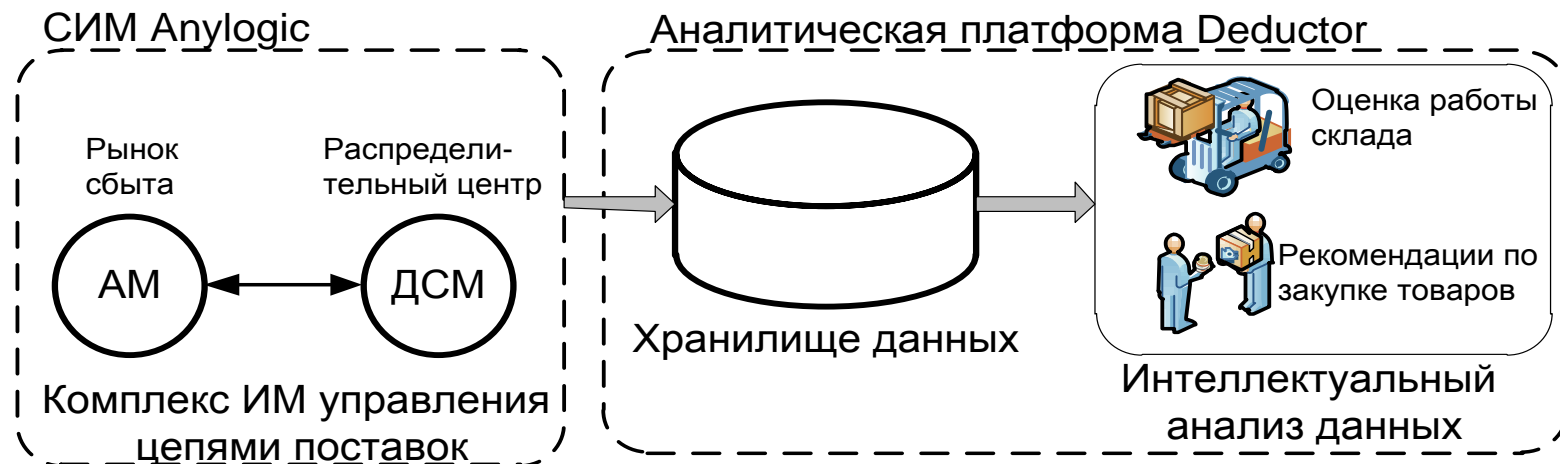 СИМ Anylogic
Рынок
сбыта
Распредели-
тельный центр
АМ
ДСМ
Комплекс ИМ управления
цепями поставок
Аналитическая платформа Deductor
Хранилище данных
Оценка работы
склада
Рекомендации по
закупке товаров
Интеллектуальный
анализ данных